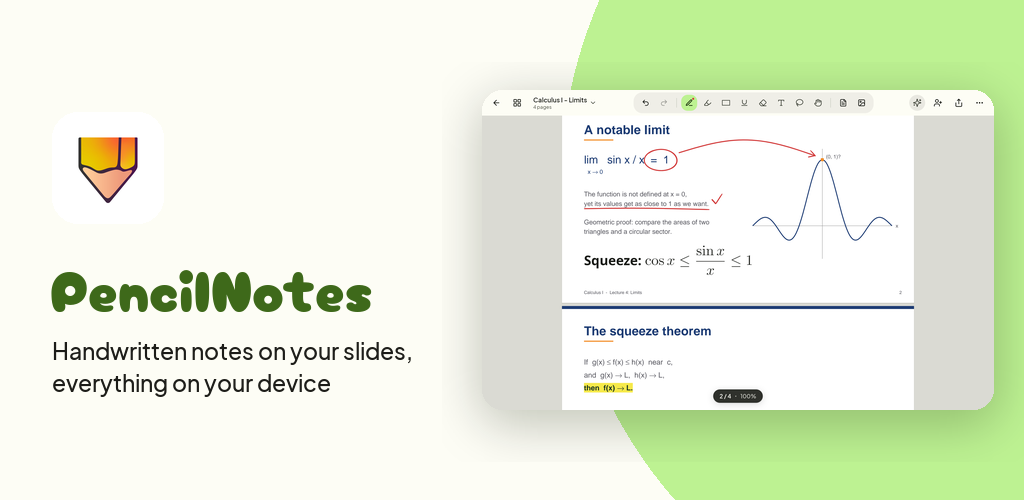 PencilNotes
Handwritten notes on your slides,
everything on your device
Calculus I – Limits
4 pages
T
A notable limit
lim sin x / x = 1
x → 0
(0, 1)?
The function is not defined at x = 0,
yet its values get as close to 1 as we want.
Geometric proof: compare the areas of two
triangles and a circular sector.
x
Squeeze: cos x ≤ sin x / x ≤ 1
Calculus I · Lecture 4: Limits
2
The squeeze theorem
If g(x) ≤ f(x) ≤ h(x) near c,
and g(x) → L, h(x) → L,
then f(x) → L.
2 / 4 · 100%